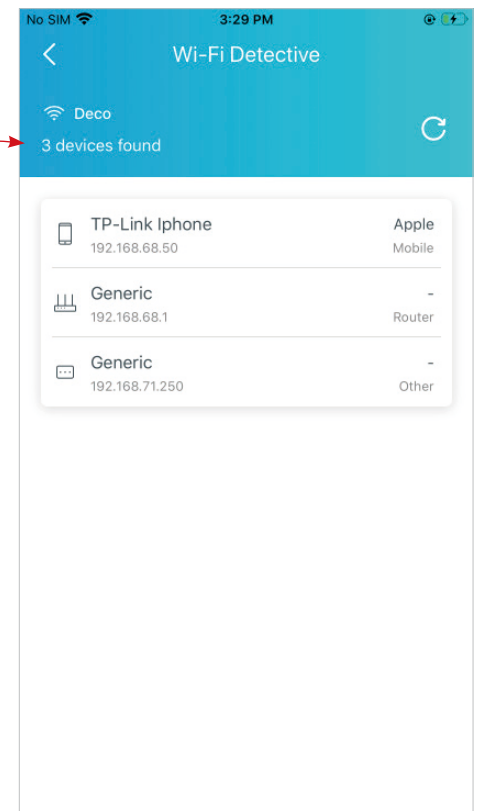 No SIM 3:29 PM
Wi-Fi Detective
Deco
3 devices found
TP-Link Iphone Apple
192.168.68.50 Mobile
Generic -
192.168.68.1 Router
Generic -
192.168.71.250 Other